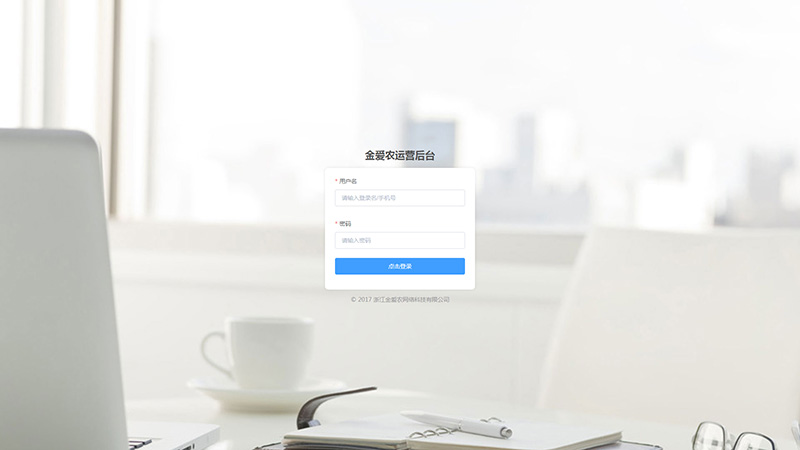 金爱农运营后台
* 用户名
请输入登录名/手机号
* 密码
请输入密码
点击登录
© 2017 浙江金爱农网络科技有限公司